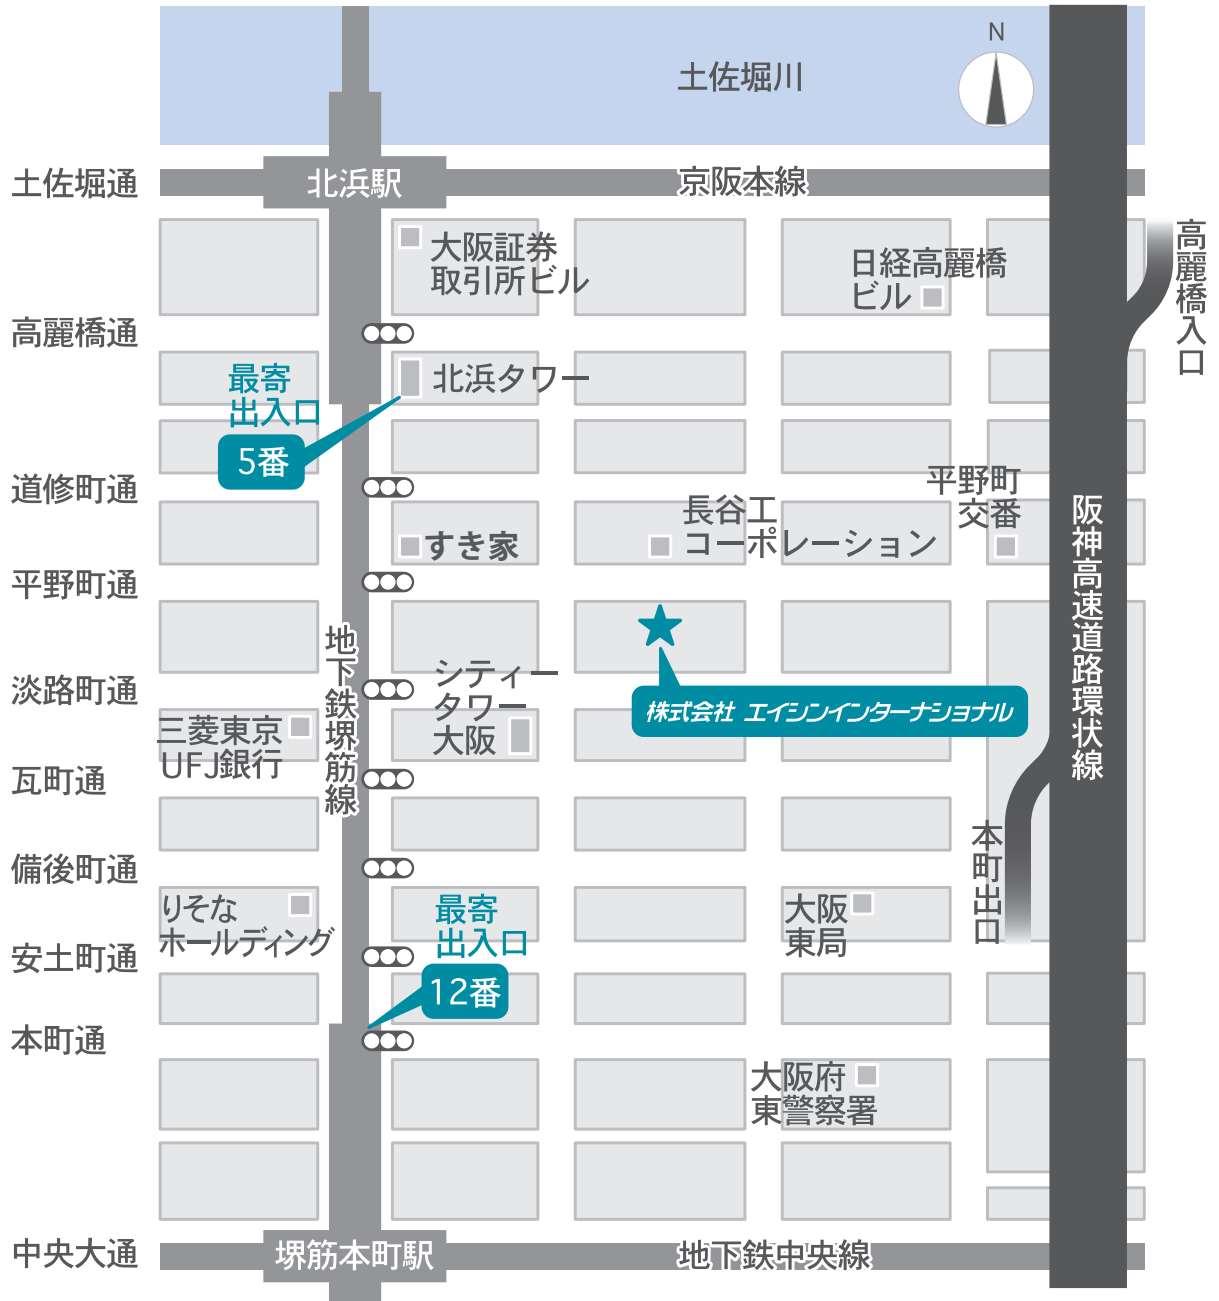 N
土佐堀川
土佐堀通
北浜駅
京阪本線
大阪証券
取引所ビル
日経高麗橋
ビル
高麗橋入口
高麗橋通
最寄
出入口
5番
北浜タワー
道修町通
平野町
交番
長谷工
コーポレーション
すき家
阪神高速道路環状線
平野町通
地下鉄堺筋線
淡路町通
シティー
タワー
大阪
株式会社 エイシンインターナショナル
三菱東京
UFJ銀行
瓦町通
本町出口
備後町通
りそな
ホールディング
最寄
出入口
12番
大阪
東局
安土町通
本町通
大阪府
東警察署
中央大通
堺筋本町駅
地下鉄中央線